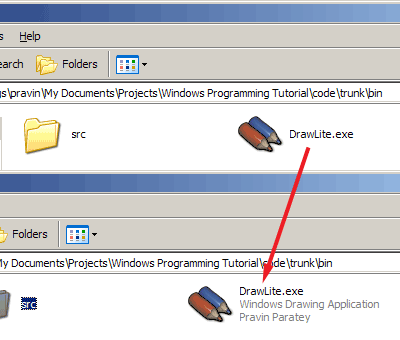 s Help
earch Folders
gs\pravin\My Documents\Projects\Windows Programming Tutorial\code\trunk\bin
src DrawLite.exe
Folders
My Documents\Projects\Windows Programming Tutorial\code\trunk\bin
src DrawLite.exe
Windows Drawing Application
Pravin Paratey